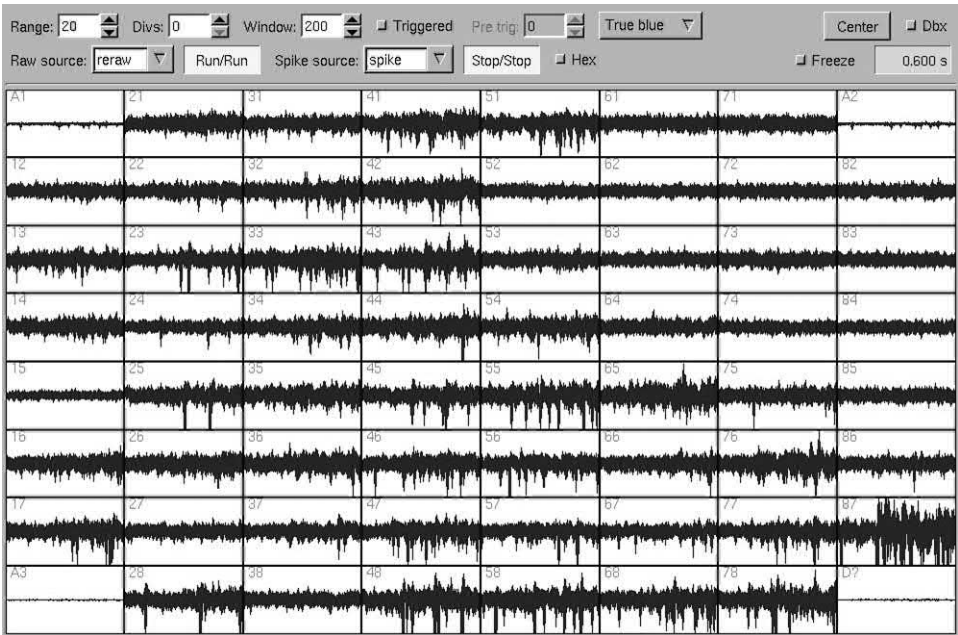 Range: 20 Divs: 0 Window: 200 Triggered Pre trig: 0 True blue Center Dbx
Raw source: reraw Run/Run Spike source: spike Stop/Stop Hex Freeze 0.600 s
A1 21 31 41 51 61 71 A2
12 22 32 42 52 62 72 82
13 23 33 43 53 63 73 83
14 24 34 44 54 64 74 84
15 25 35 45 55 65 75 85
16 26 36 46 56 66 76 86
17 27 37 47 57 67 77 87
A3 28 38 48 58 68 78 D?